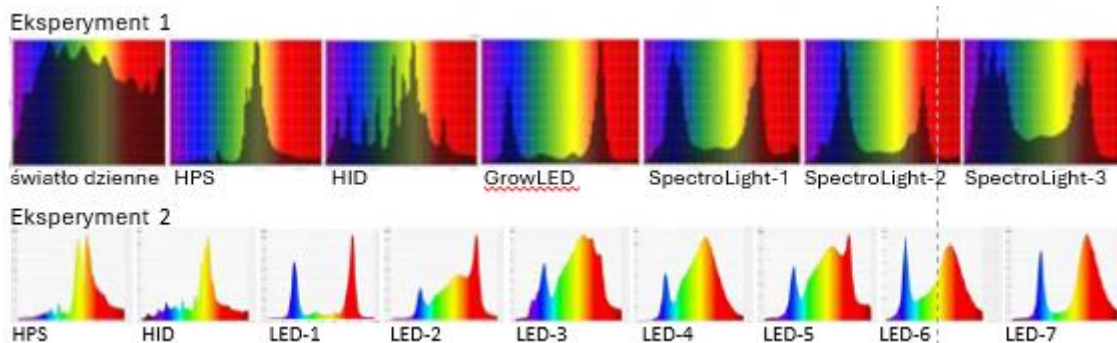 Eksperyment 1
światło dzienne HPS HID GrowLED SpectroLight-1 SpectroLight-2 SpectroLight-3
Eksperyment 2
HPS HID LED-1 LED-2 LED-3 LED-4 LED-5 LED-6 LED-7